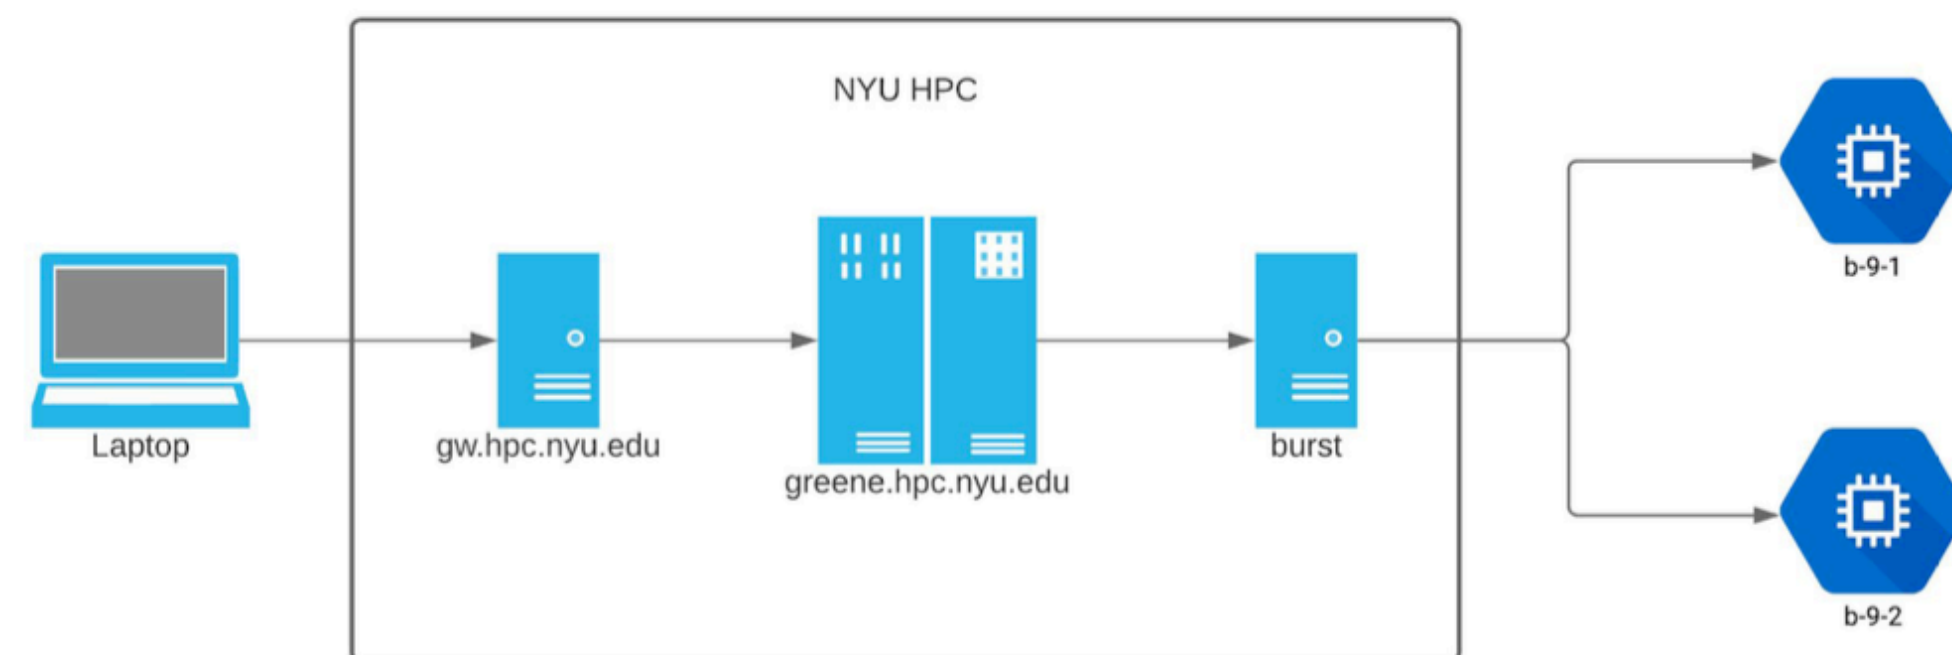 NYU HPC
Laptop
gw.hpc.nyu.edu
greene.hpc.nyu.edu
burst
b-9-1
b-9-2